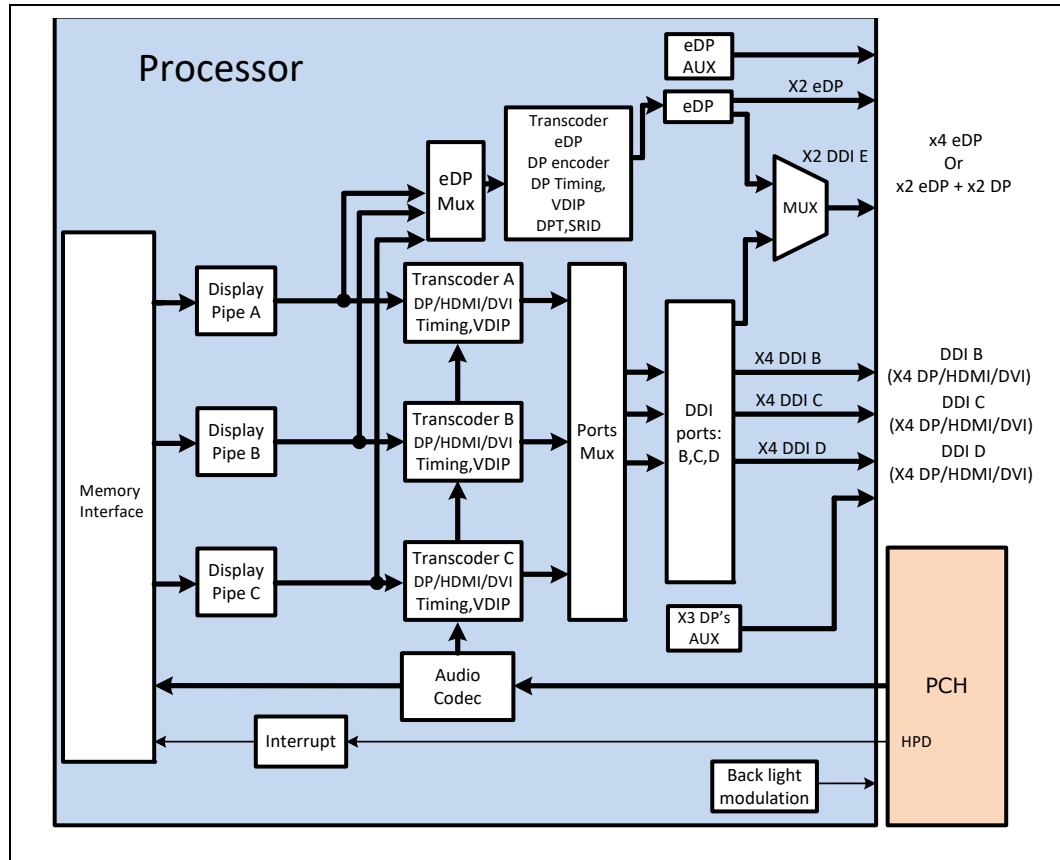 Processor
eDP
AUX
X2 eDP
eDP
Transcoder
eDP
DP encoder
DP Timing,
VDIP
DPT,SRID
eDP
Mux
X2 DDI E
MUX
x4 eDP
Or
x2 eDP + x2 DP
Memory
Interface
Display
Pipe A
Transcoder A
DP/HDMI/DVI
Timing,VDIP
Display
Pipe B
Transcoder B
DP/HDMI/DVI
Timing,VDIP
Display
Pipe C
Transcoder C
DP/HDMI/DVI
Timing,VDIP
Ports
Mux
DDI
ports:
B,C,D
X4 DDI B
X4 DDI C
X4 DDI D
DDI B
(X4 DP/HDMI/DVI)
DDI C
(X4 DP/HDMI/DVI)
DDI D
(X4 DP/HDMI/DVI)
X3 DP's
AUX
Audio
Codec
PCH
Interrupt
HPD
Back light
modulation